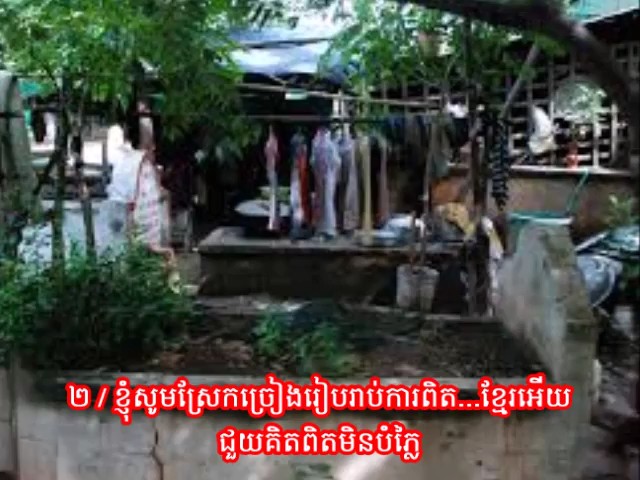 ២ / ខ្ញុំសូមស្រែកច្រៀងរៀបរាប់ការពិត...ខ្មែរអើយ
ជួយគិតពិតមិនបំភ្លៃ